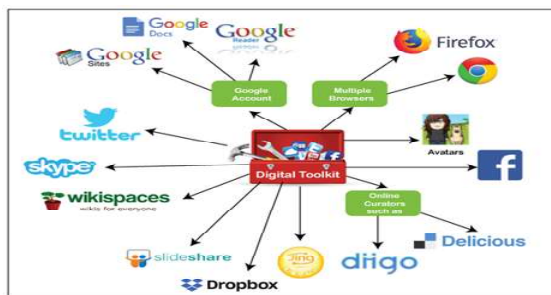 Google
Docs
Google
Reader
Google
Sites
Google
Account
Multiple
Browsers
Firefox
twitter
Avatars
skype
Digital Toolkit
wikispaces
wikis for everyone
Online
Curators
such as
slideshare
Jing
diigo
Delicious
Dropbox